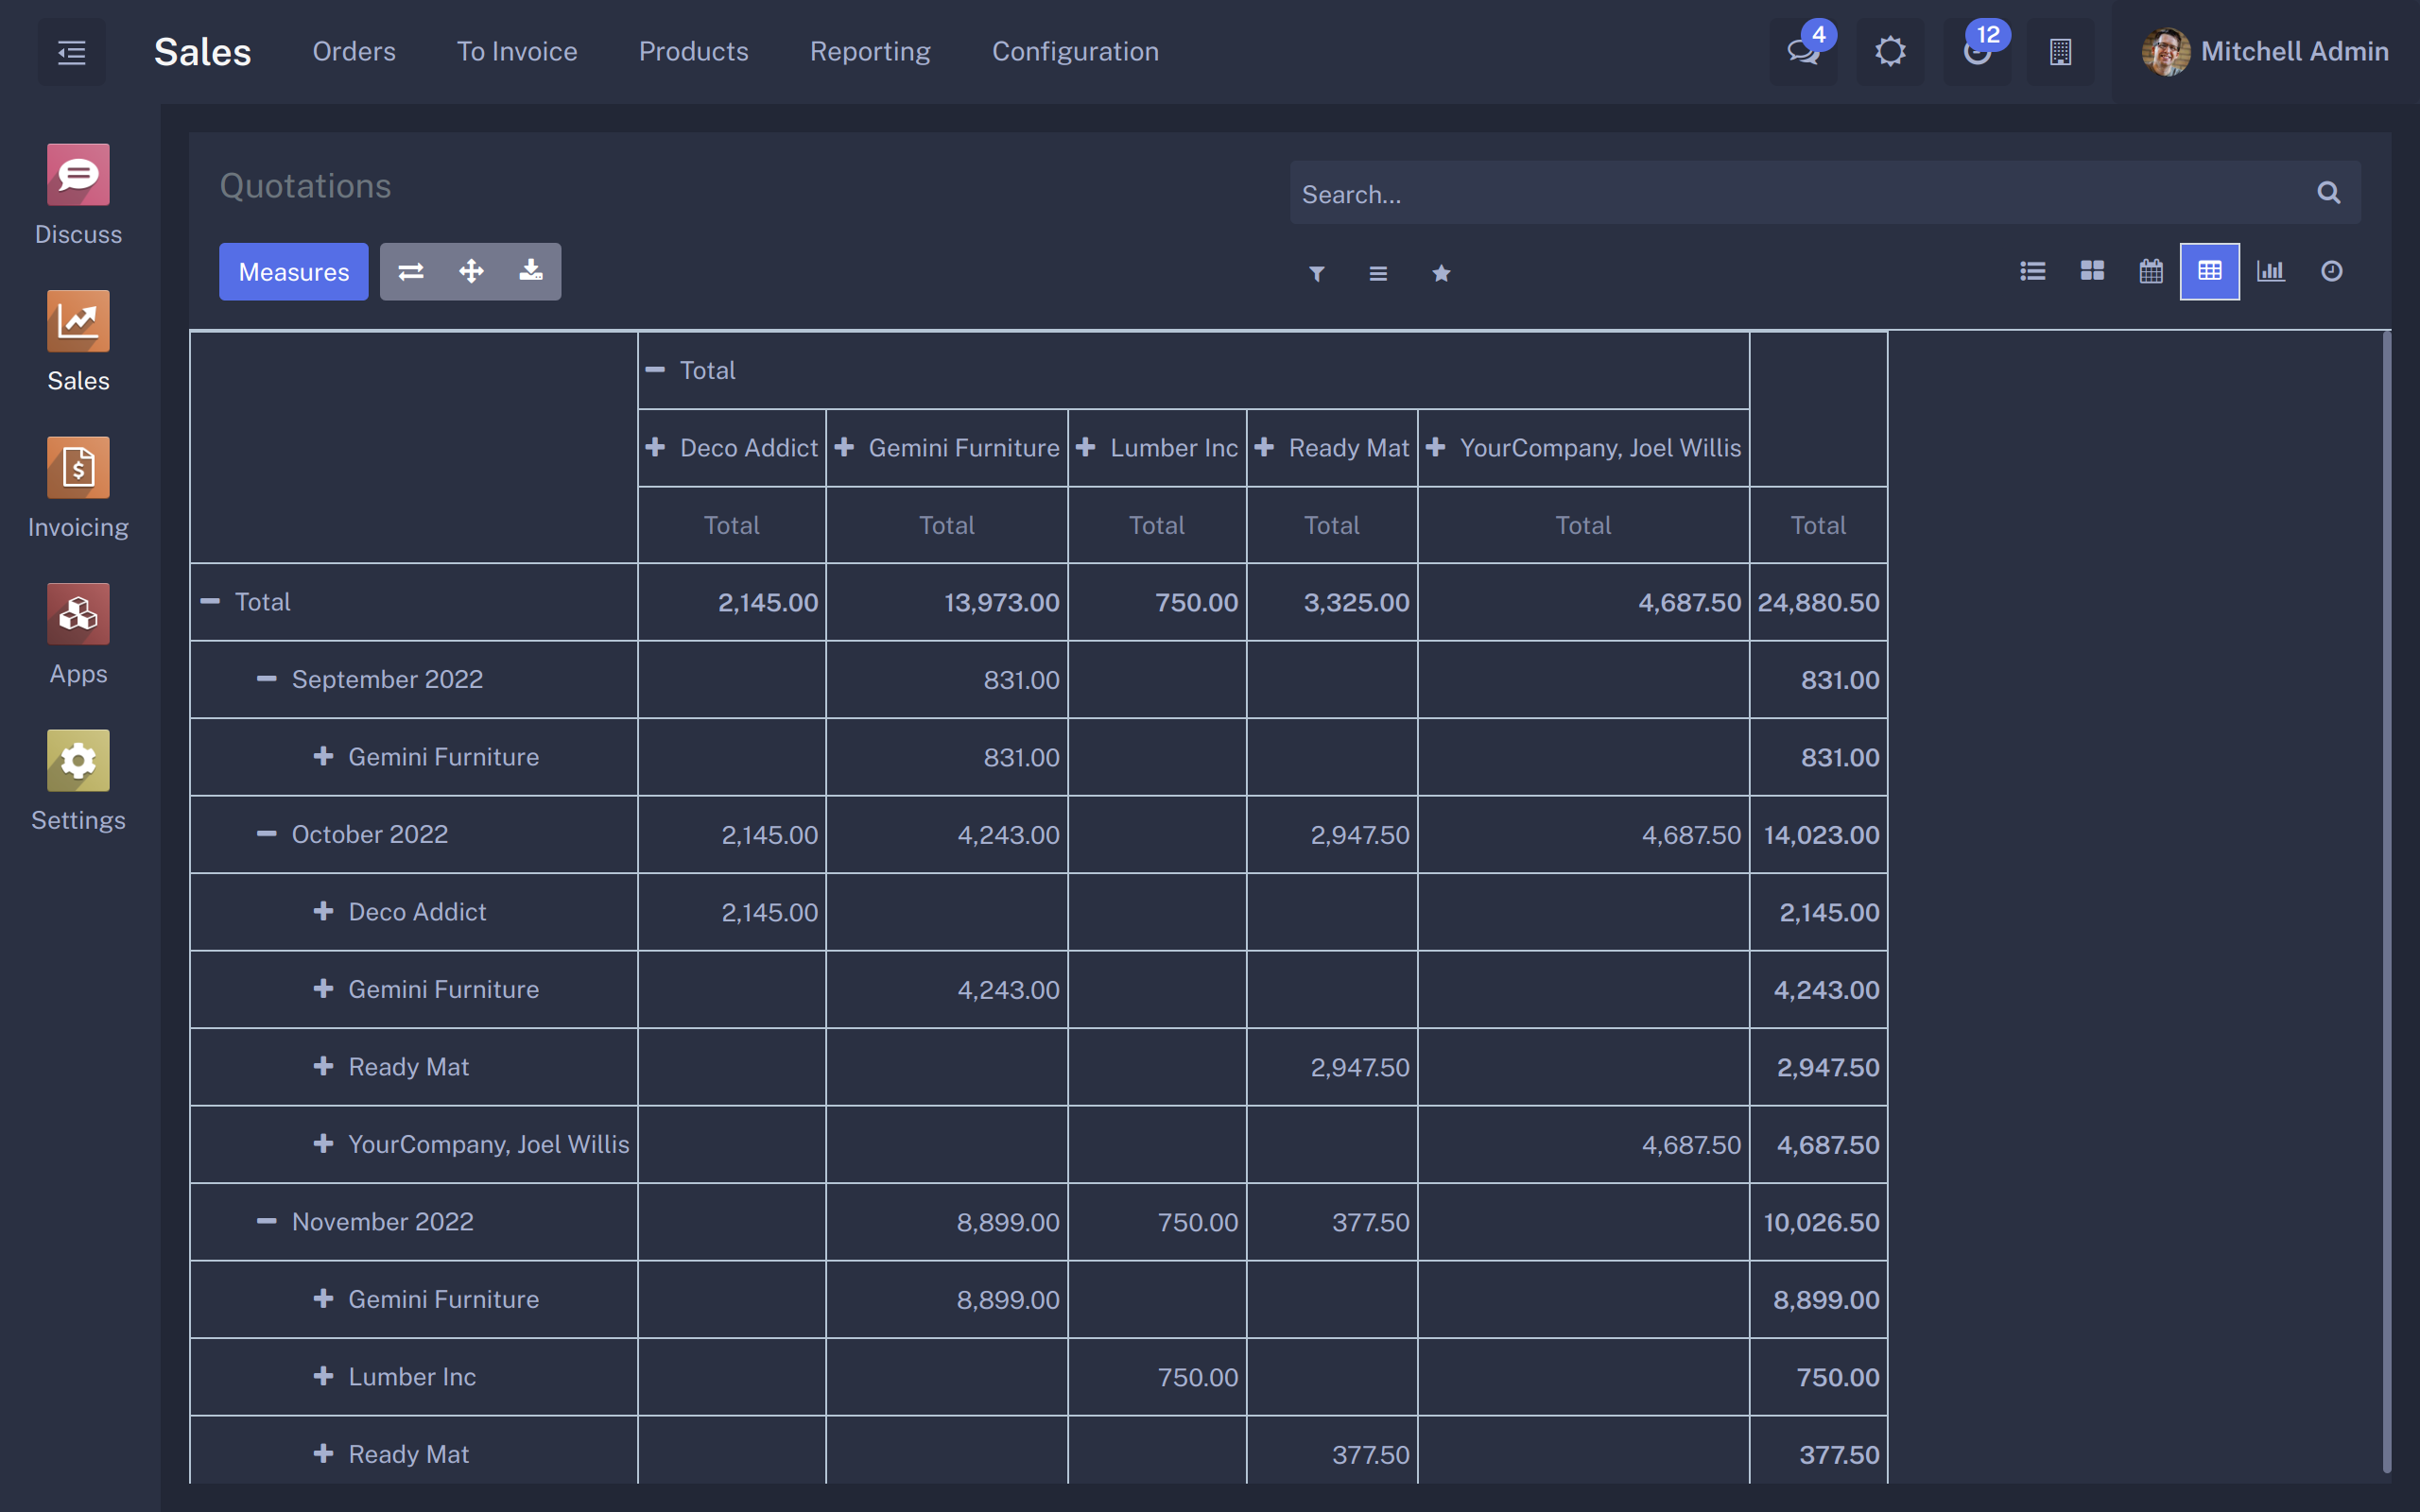 Sales Orders To Invoice Products Reporting Configuration 4 12 Mitchell Admin
Discuss
Sales
Invoicing
Apps
Settings
Quotations
Search...
Measures
Total
Deco Addict Gemini Furniture Lumber Inc Ready Mat YourCompany, Joel Willis
Total Total Total Total Total Total
Total 2,145.00 13,973.00 750.00 3,325.00 4,687.50 24,880.50
September 2022 831.00 831.00
Gemini Furniture 831.00 831.00
October 2022 2,145.00 4,243.00 2,947.50 4,687.50 14,023.00
Deco Addict 2,145.00 2,145.00
Gemini Furniture 4,243.00 4,243.00
Ready Mat 2,947.50 2,947.50
YourCompany, Joel Willis 4,687.50 4,687.50
November 2022 8,899.00 750.00 377.50 10,026.50
Gemini Furniture 8,899.00 8,899.00
Lumber Inc 750.00 750.00
Ready Mat 377.50 377.50